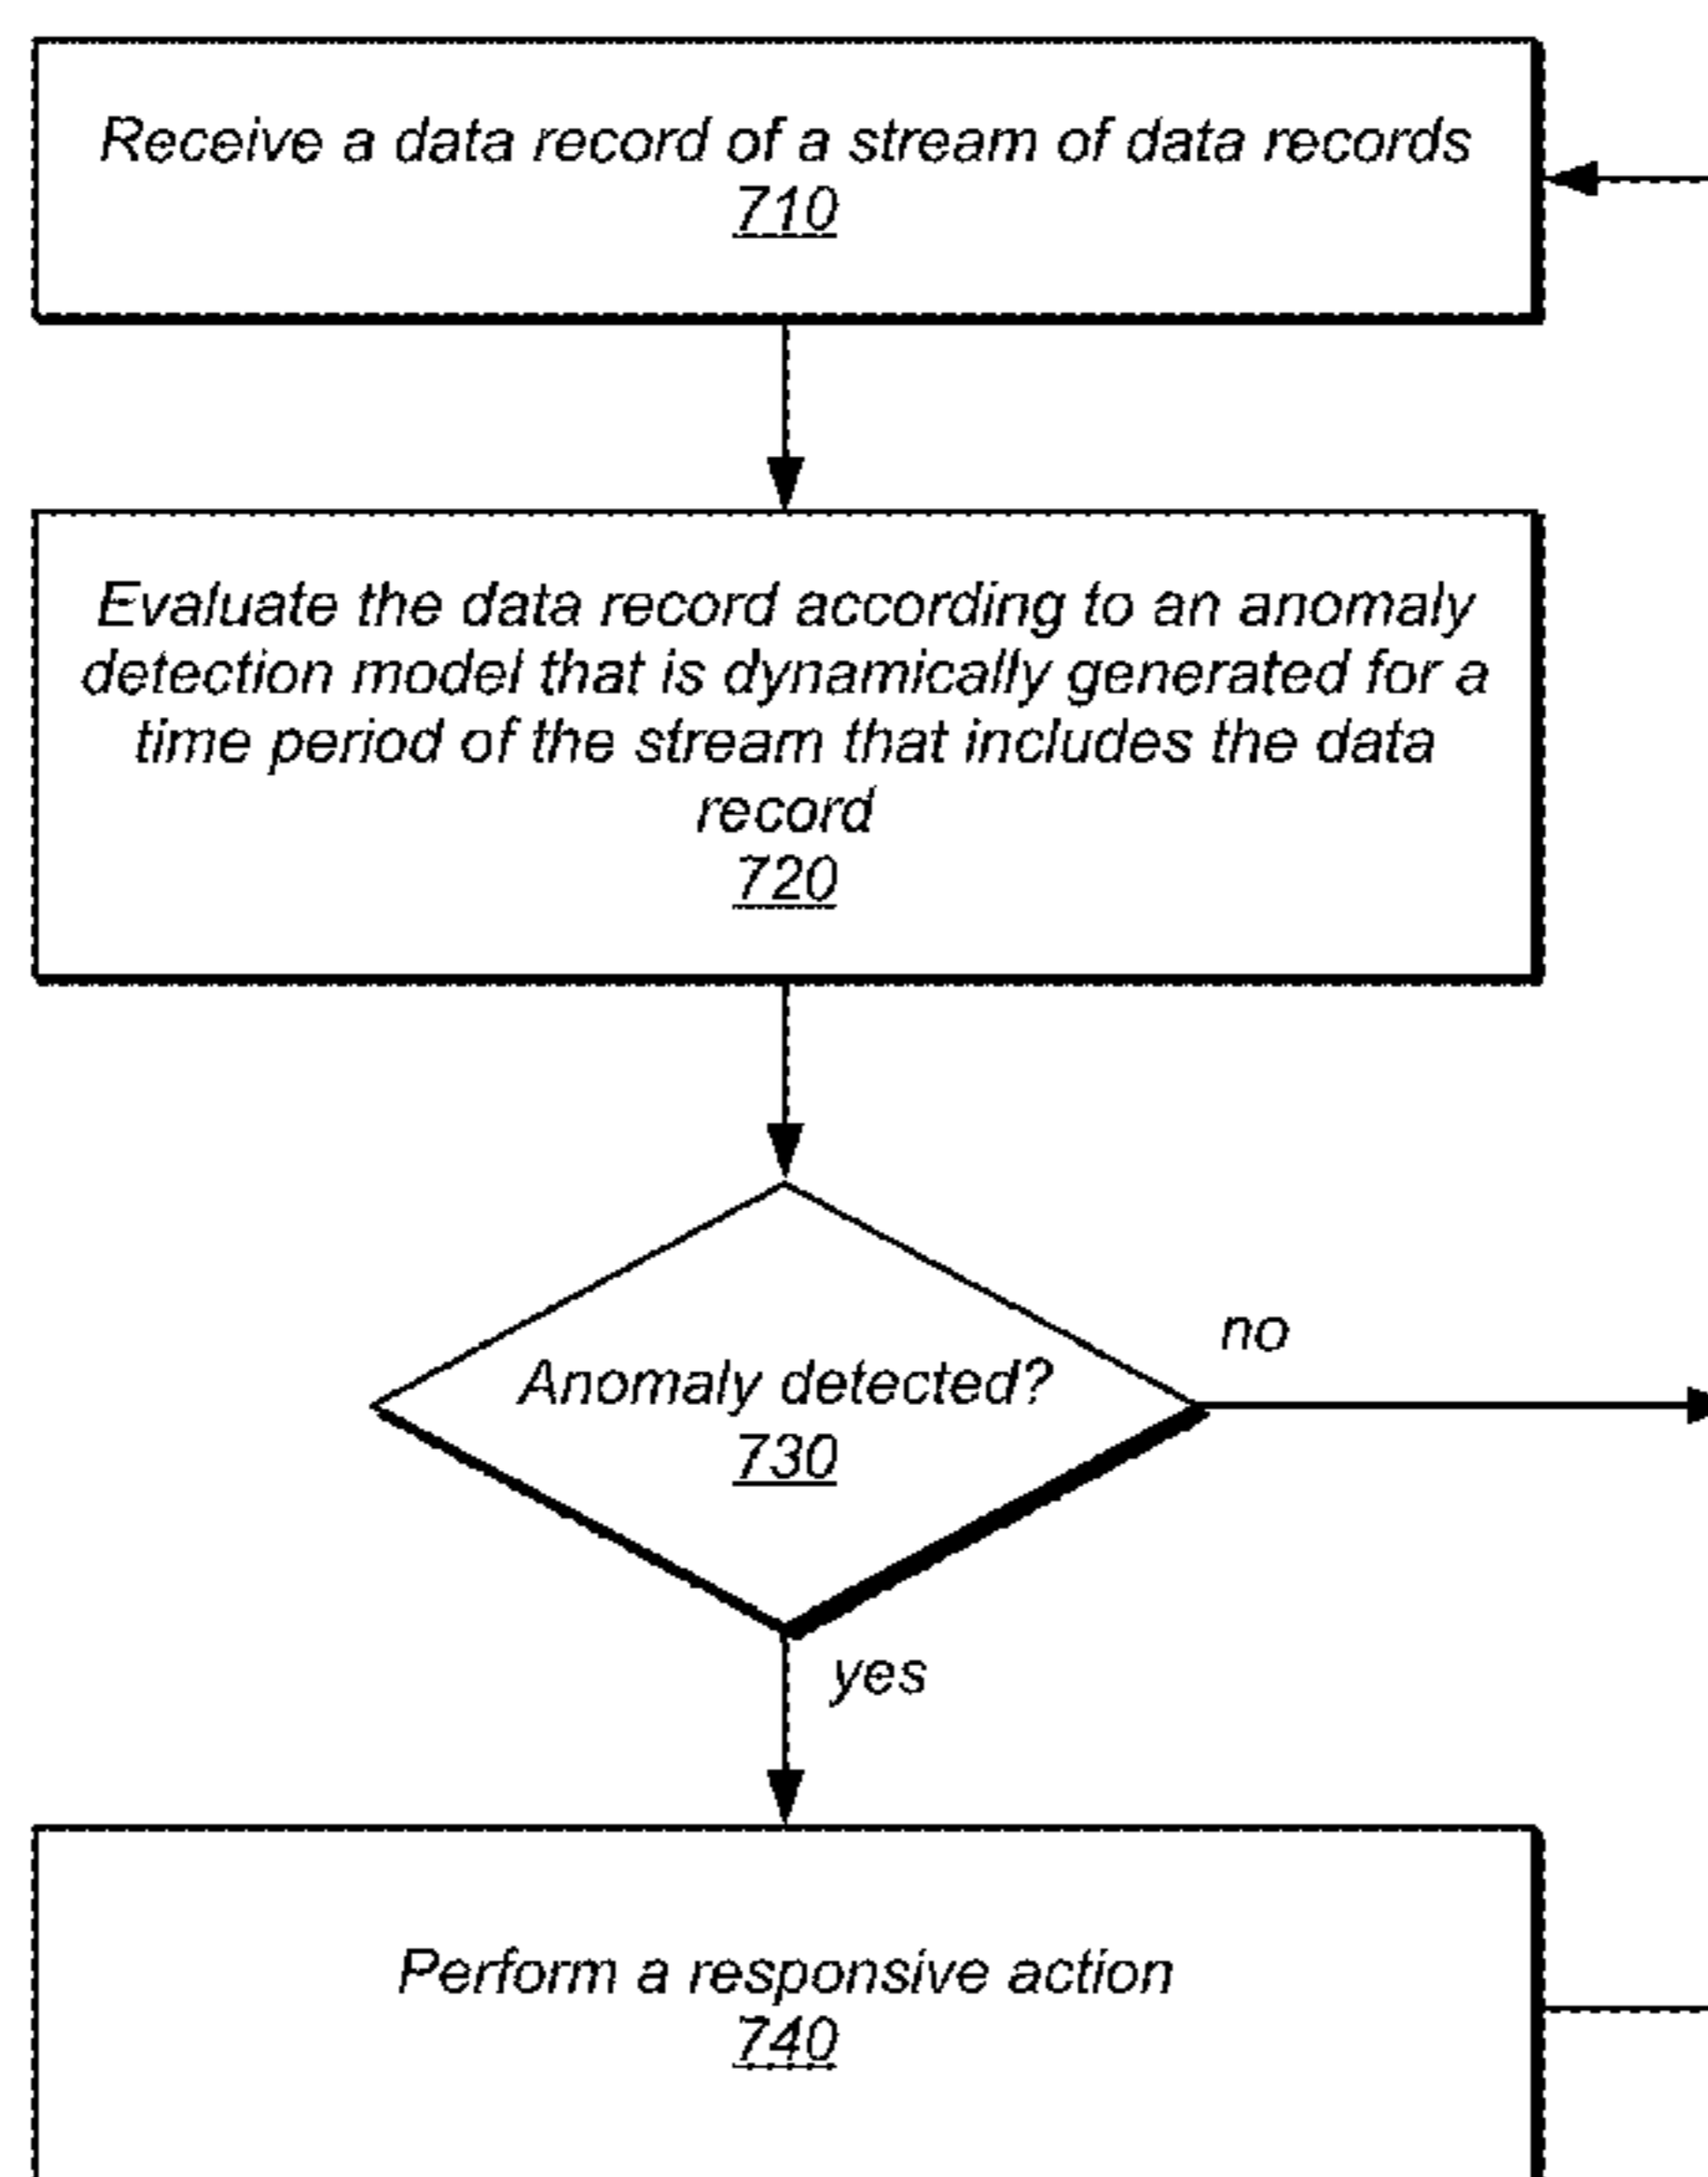 Receive a data record of a stream of data records
710
Evaluate the data record according to an anomaly
detection model that is dynamically generated for a
time period of the stream that includes the data
record
720
no
Anomaly detected?
730
yes
Perform a responsive action
740